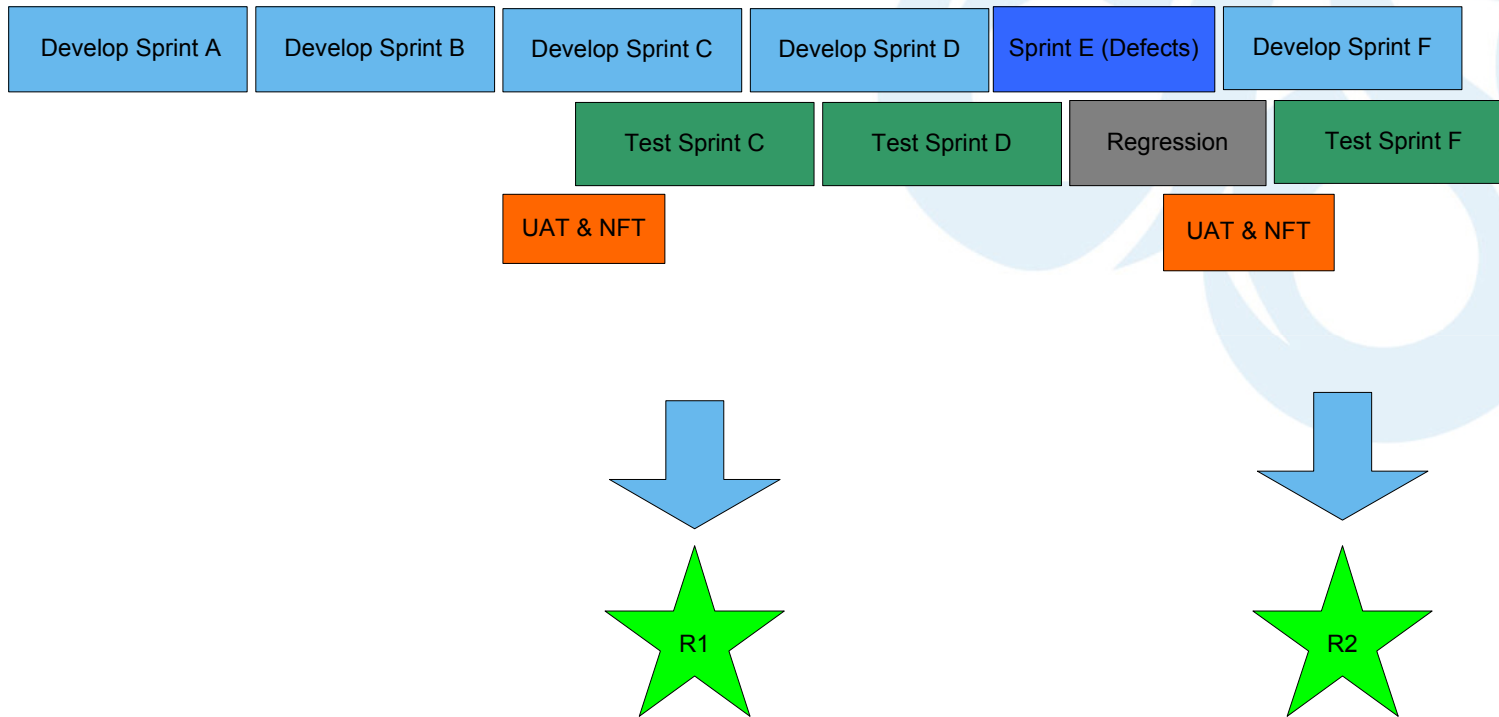 Develop Sprint A
Develop Sprint B
Develop Sprint C
Develop Sprint D
Sprint E (Defects)
Develop Sprint F
Test Sprint C
Test Sprint D
Regression
Test Sprint F
UAT & NFT
UAT & NFT
R1
R2